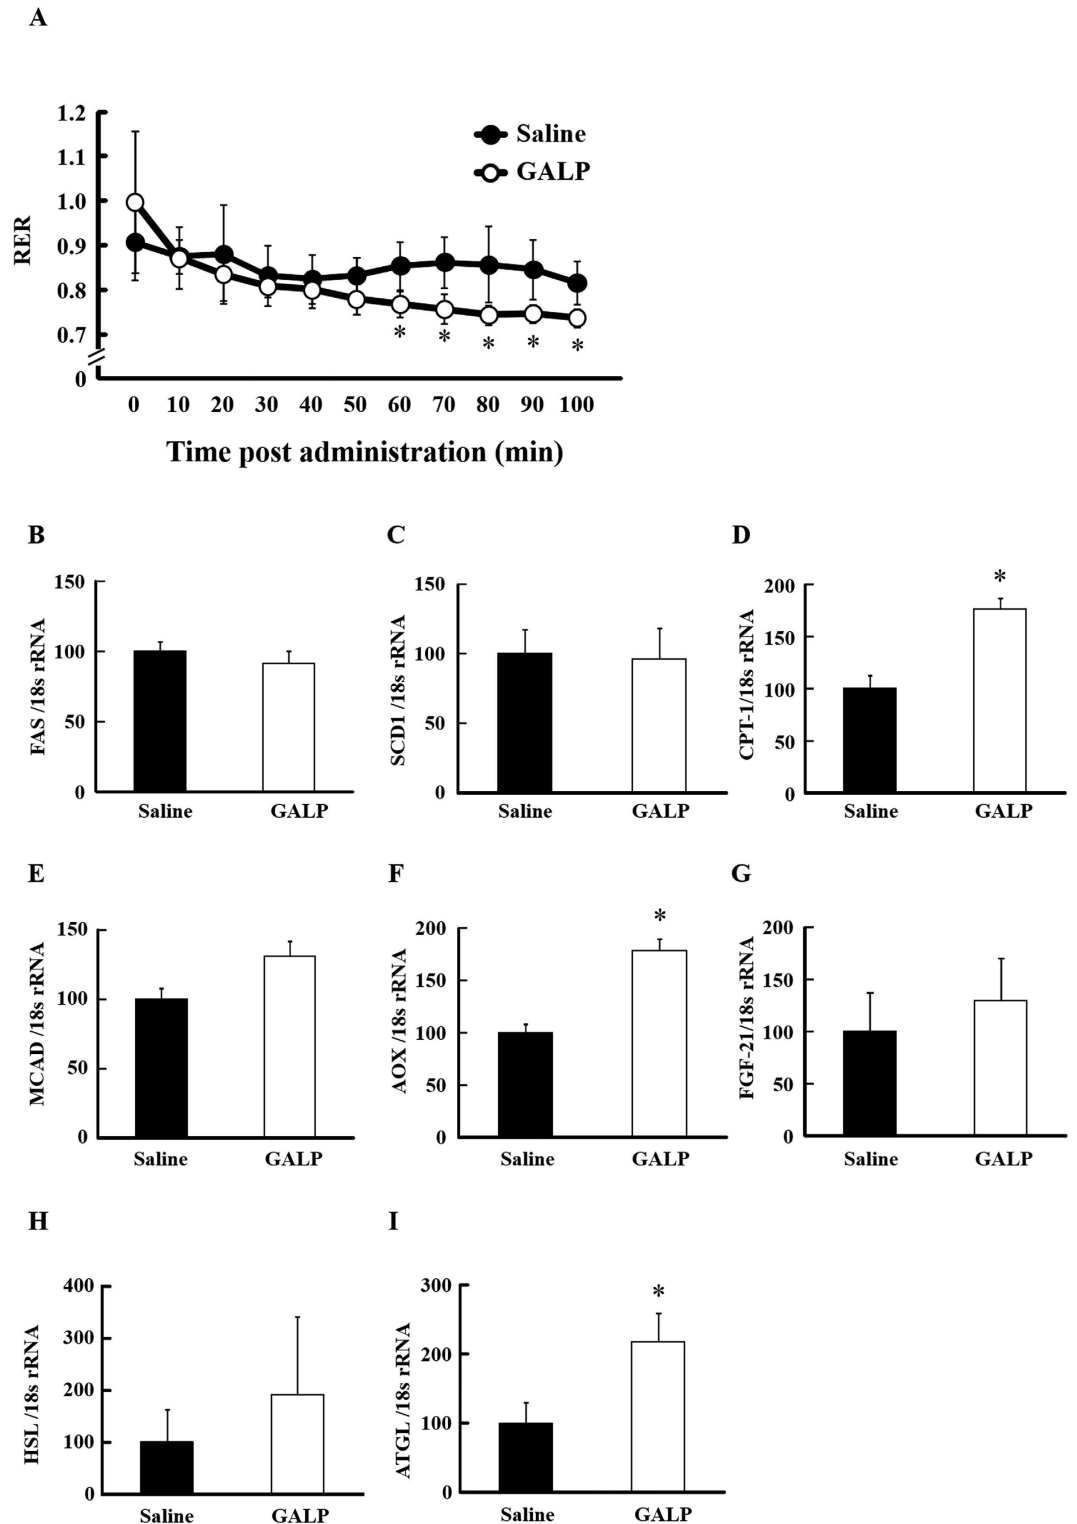 A
1.2
1.1
1.0
0.9
0.8
0.7
0
RER
Saline
GALP
* * * * *
0 10 20 30 40 50 60 70 80 90 100
Time post administration (min)
B
150
100
50
0
FAS /18s rRNA
Saline GALP
C
150
100
50
0
SCD1 /18s rRNA
Saline GALP
D
200
150
100
50
0
CPT-1/18s rRNA
*
Saline GALP
E
150
100
50
0
MCAD /18s rRNA
Saline GALP
F
200
150
100
50
0
AOX /18s rRNA
*
Saline GALP
G
200
150
100
50
0
FGF-21/18s rRNA
Saline GALP
H
400
300
200
100
0
HSL /18s rRNA
Saline GALP
I
300
200
100
0
ATGL /18s rRNA
*
Saline GALP